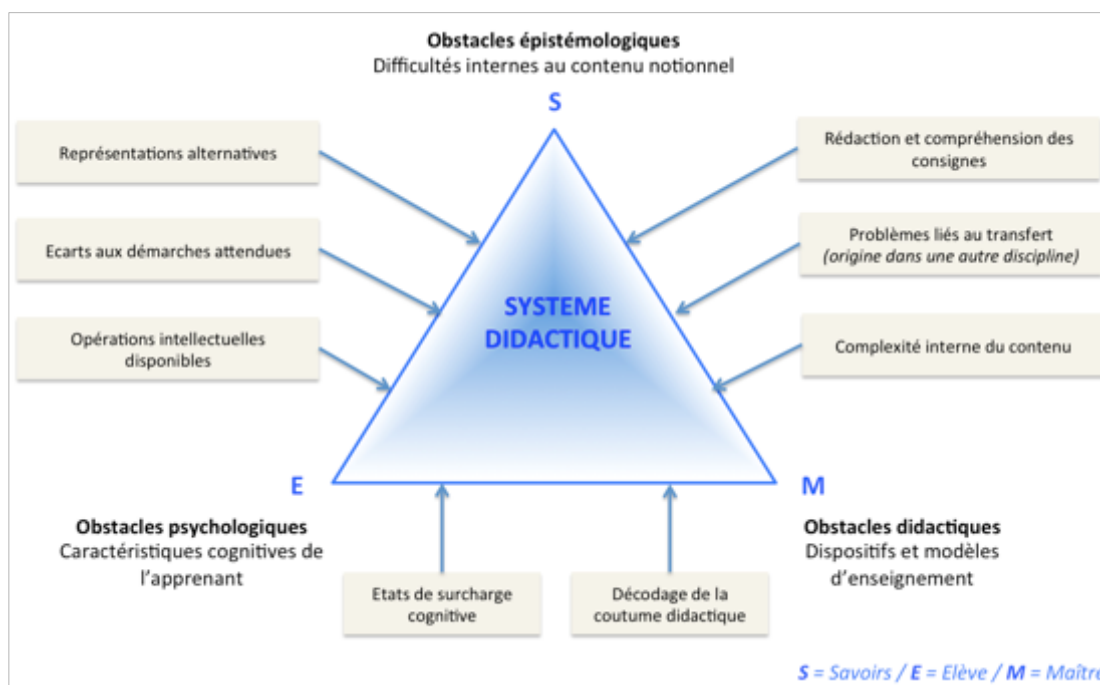 Obstacles épistémologiques
Difficultés internes au contenu notionnel
S
Représentations alternatives
Rédaction et compréhension des
consignes
Ecarts aux démarches attendues
Problèmes liés au transfert
(origine dans une autre discipline)
SYSTEME
DIDACTIQUE
Opérations intellectuelles
disponibles
Complexité interne du contenu
E
M
Obstacles psychologiques
Caractéristiques cognitives de
l’apprenant
Obstacles didactiques
Dispositifs et modèles
d’enseignement
Etats de surcharge
cognitive
Décodage de la
coutume didactique
S = Savoirs / E = Elève / M = Maître